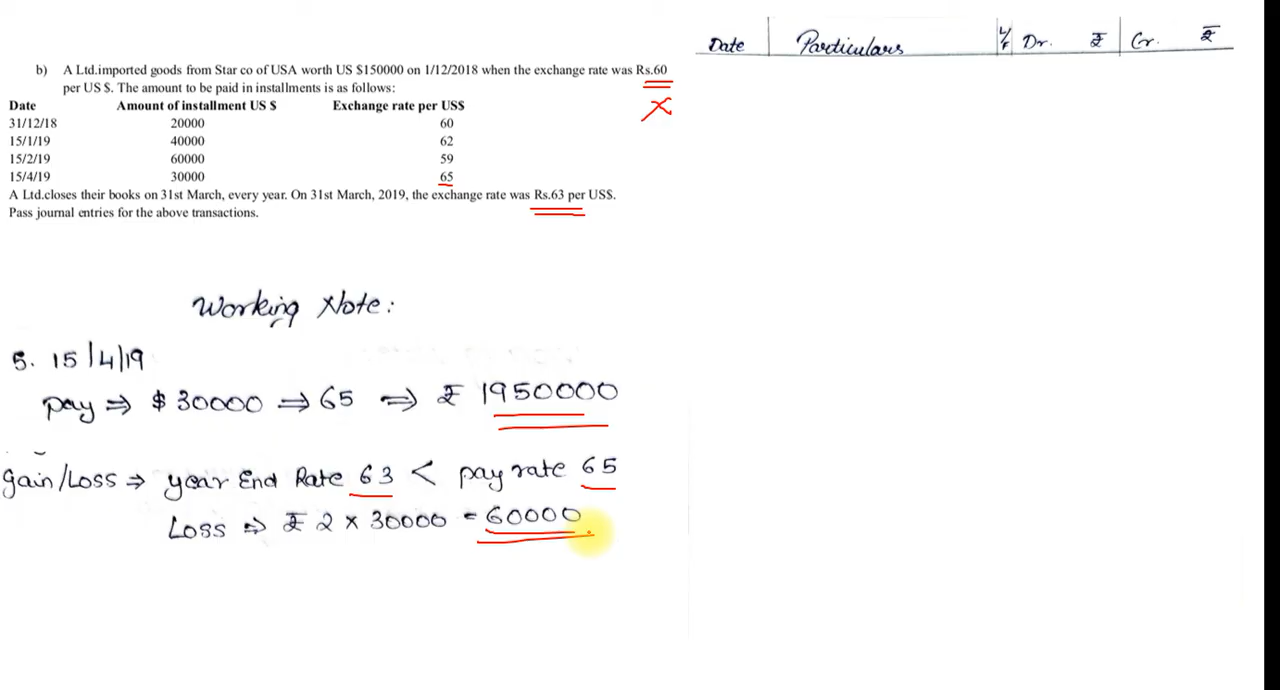 b) A Ltd.imported goods from Star co of USA worth US $150000 on 1/12/2018 when the exchange rate was Rs.60
per US $. The amount to be paid in installments is as follows:
Date Amount of installment US $ Exchange rate per US$
31/12/18 20000 60
15/1/19 40000 62
15/2/19 60000 59
15/4/19 30000 65
A Ltd.closes their books on 31st March, every year. On 31st March, 2019, the exchange rate was Rs.63 per US$.
Pass journal entries for the above transactions.
Working Note:
5. 15/4/19
pay ⇒ $ 30000 ⇒ 65 ⇒ ₹ 1950000
gain/Loss ⇒ year End Rate 63 < pay rate 65
Loss ⇒ ₹ 2 x 30000 = 60000
Date Particulars L/F Dr. ₹ Cr. ₹